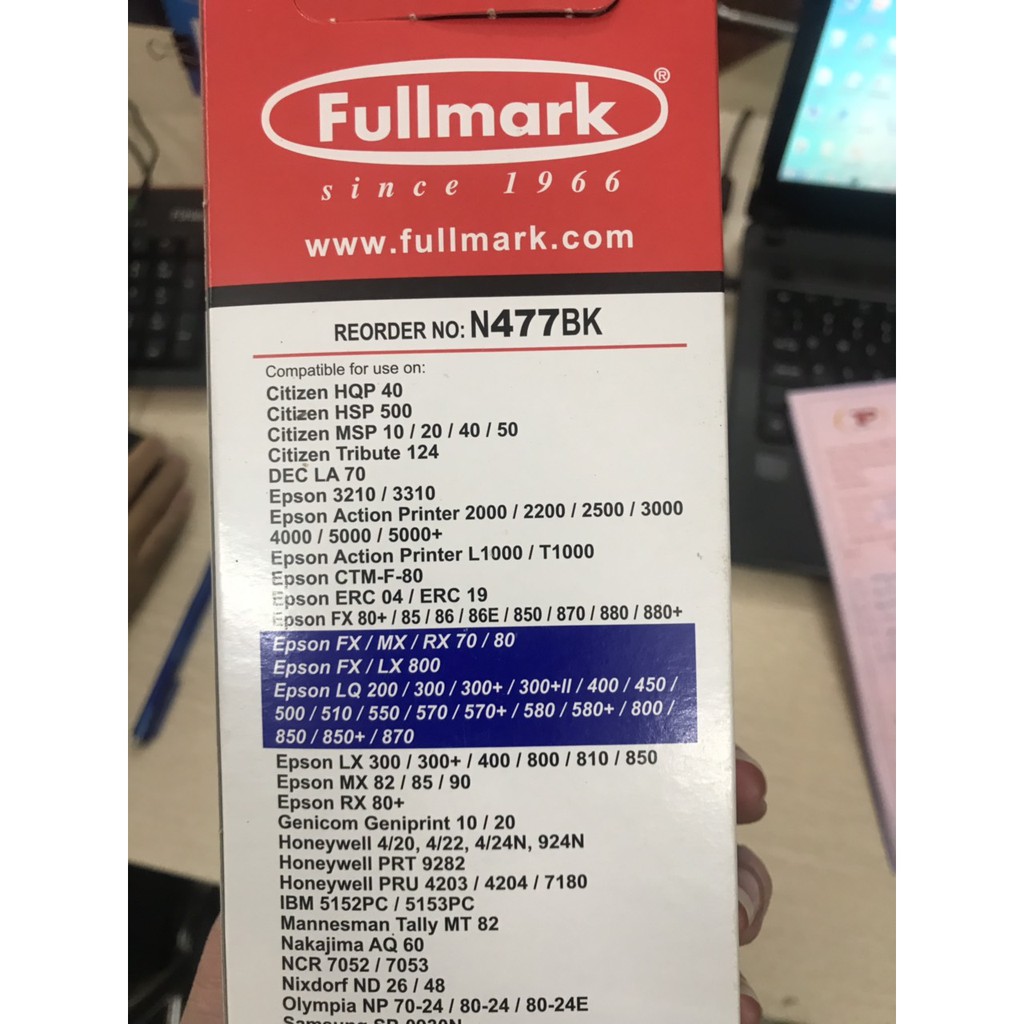 Fullmark®
since 1966
www.fullmark.com
REORDER NO: N477BK
Compatible for use on:
Citizen HQP 40
Citizen HSP 500
Citizen MSP 10 / 20 / 40 / 50
Citizen Tribute 124
DEC LA 70
Epson 3210 / 3310
Epson Action Printer 2000 / 2200 / 2500 / 3000
4000 / 5000 / 5000+
Epson Action Printer L1000 / T1000
Epson CTM-F-80
Epson ERC 04 / ERC 19
Epson FX 80+ / 85 / 86 / 86E / 850 / 870 / 880 / 880+
Epson FX / MX / RX 70 / 80
Epson FX / LX 800
Epson LQ 200 / 300 / 300+ / 300+II / 400 / 450 /
500 / 510 / 550 / 570 / 570+ / 580 / 580+ / 800 /
850 / 850+ / 870
Epson LX 300 / 300+ / 400 / 800 / 810 / 850
Epson MX 82 / 85 / 90
Epson RX 80+
Genicom Geniprint 10 / 20
Honeywell 4/20, 4/22, 4/24N, 924N
Honeywell PRT 9282
Honeywell PRU 4203 / 4204 / 7180
IBM 5152PC / 5153PC
Mannesman Tally MT 82
Nakajima AQ 60
NCR 7052 / 7053
Nixdorf ND 26 / 48
Olympia NP 70-24 / 80-24 / 80-24E